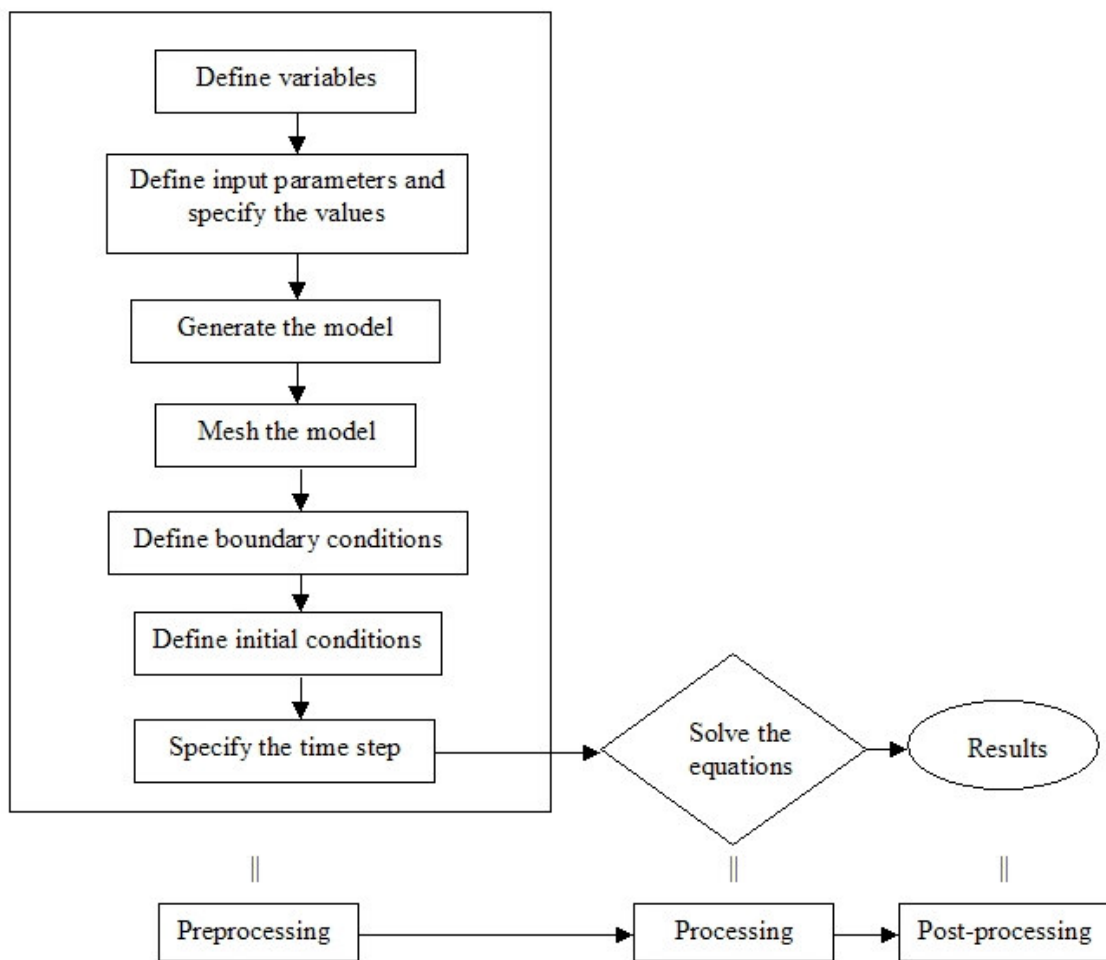 Define variables
Define input parameters and
specify the values
Generate the model
Mesh the model
Define boundary conditions
Define initial conditions
Specify the time step
Solve the
equations
Results
||
||
||
Preprocessing
Processing
Post-processing